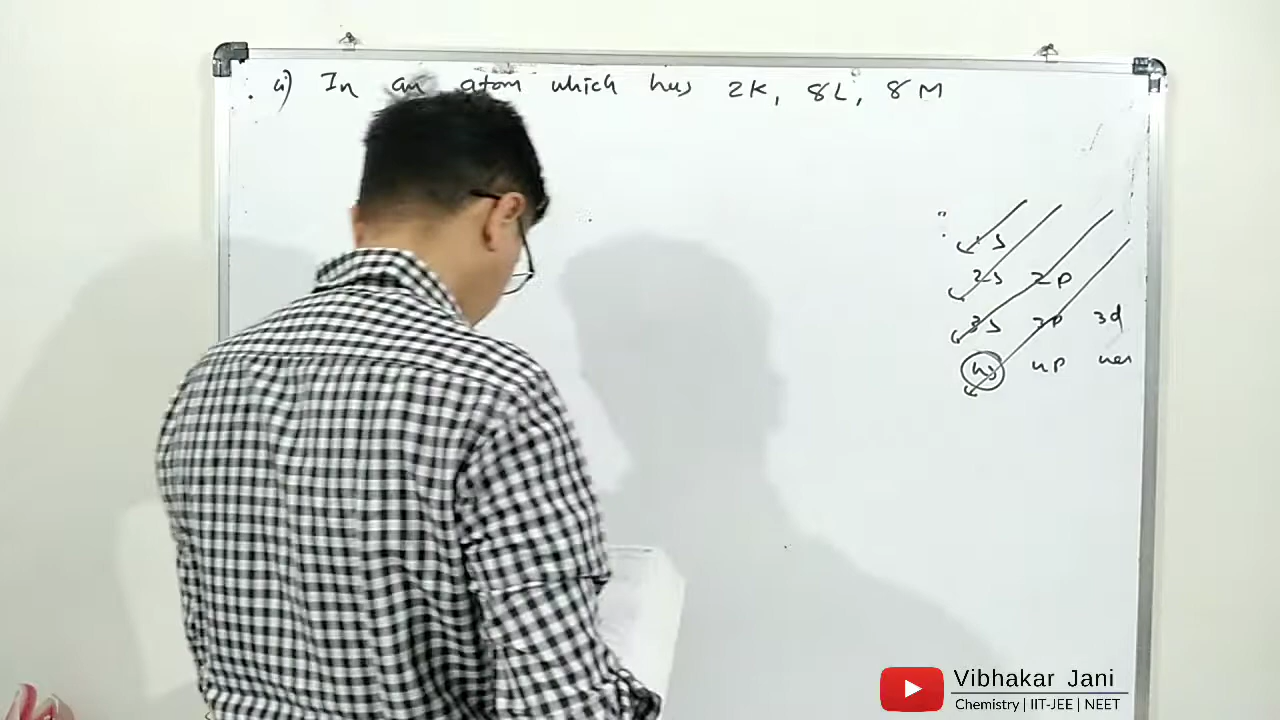 a) In an atom which has 2K, 8L, 8M
1s
2s 2p
3s 3p 3d
4s 4p
Vibhakar Jani
Chemistry | IIT-JEE | NEET